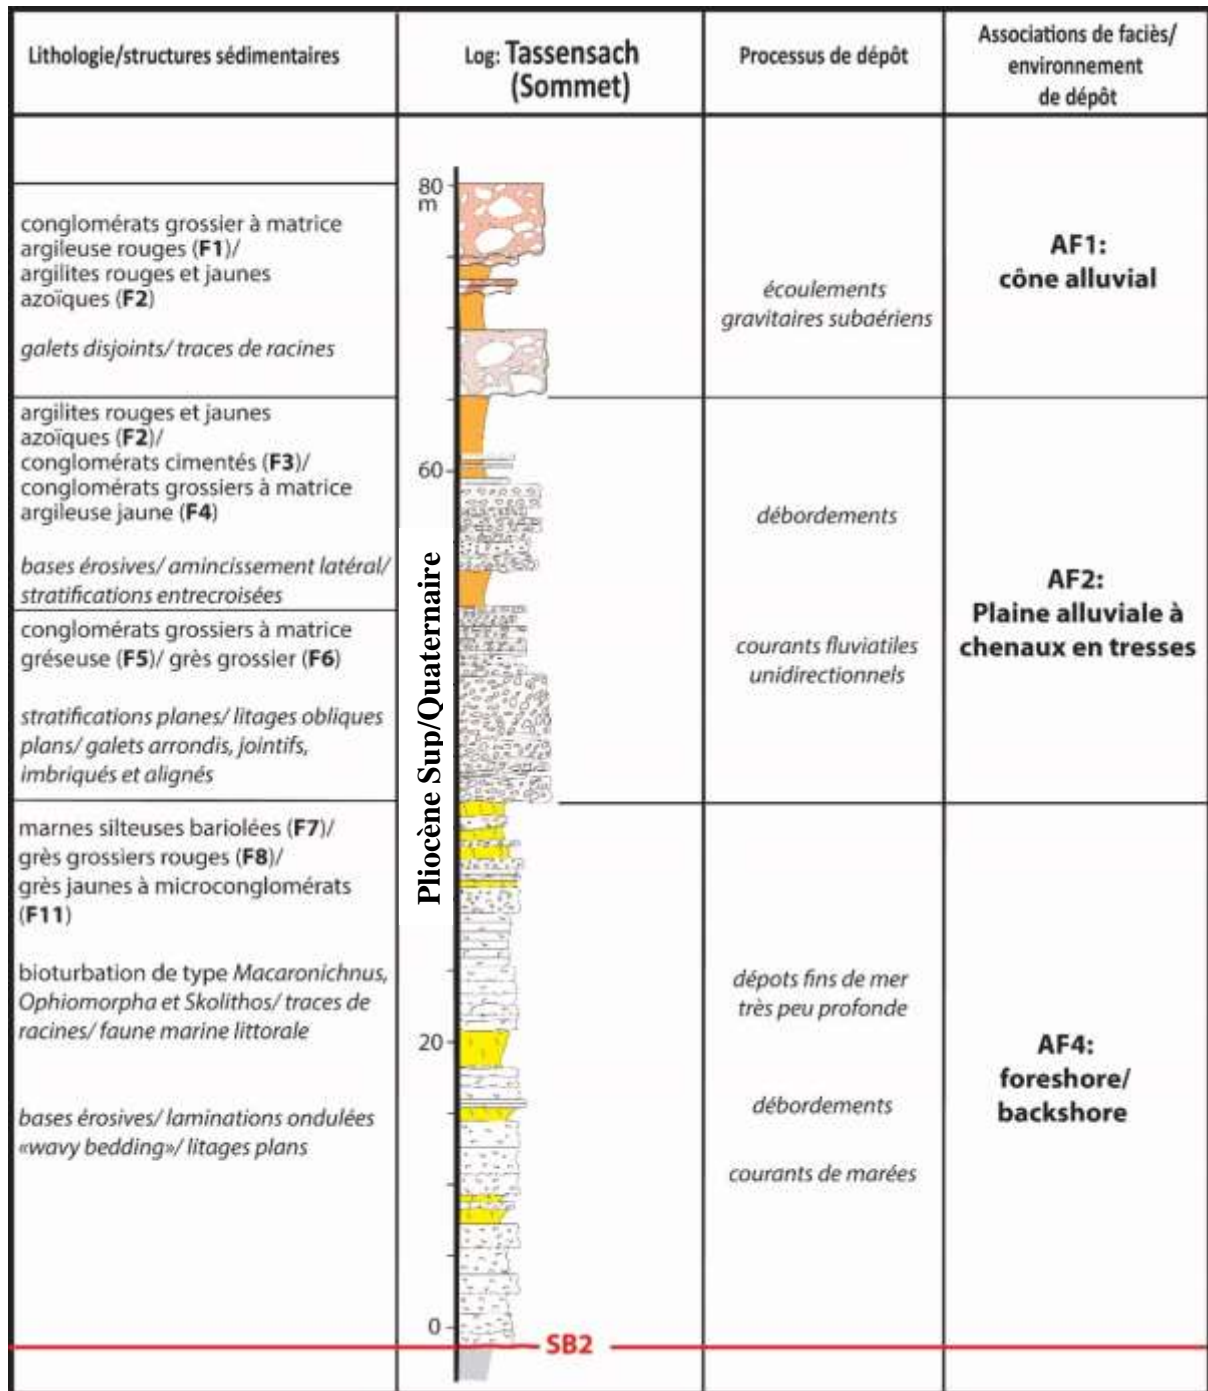 Lithologie/structures sédimentaires
Log: Tassensach
(Sommet)
Processus de dépôt
Associations de faciès/
environnement
de dépôt
conglomérats grossier à matrice
argileuse rouges (F1)/
argilites rouges et jaunes
azoïques (F2)
galets disjoints/ traces de racines
80
m
écoulements
gravitaires subaériens
AF1:
cône alluvial
argilites rouges et jaunes
azoïques (F2)/
conglomérats cimentés (F3)/
conglomérats grossiers à matrice
argileuse jaune (F4)
bases érosives/ amincissement latéral/
stratifications entrecroisées
conglomérats grossiers à matrice
gréseuse (F5)/ grès grossier (F6)
stratifications planes/ litages obliques
plans/ galets arrondis, jointifs,
imbriqués et alignés
60
Pliocène Sup/Quaternaire
débordements
courants fluviatiles
unidirectionnels
AF2:
Plaine alluviale à
chenaux en tresses
marnes silteuses bariolées (F7)/
grès grossiers rouges (F8)/
grès jaunes à microconglomérats
(F11)
bioturbation de type Macaronichnus,
Ophiomorpha et Skolithos/ traces de
racines/ faune marine littorale
bases érosives/ laminations ondulées
«wavy bedding»/ litages plans
20
0
dépots fins de mer
très peu profonde
débordements
courants de marées
AF4:
foreshore/
backshore
SB2